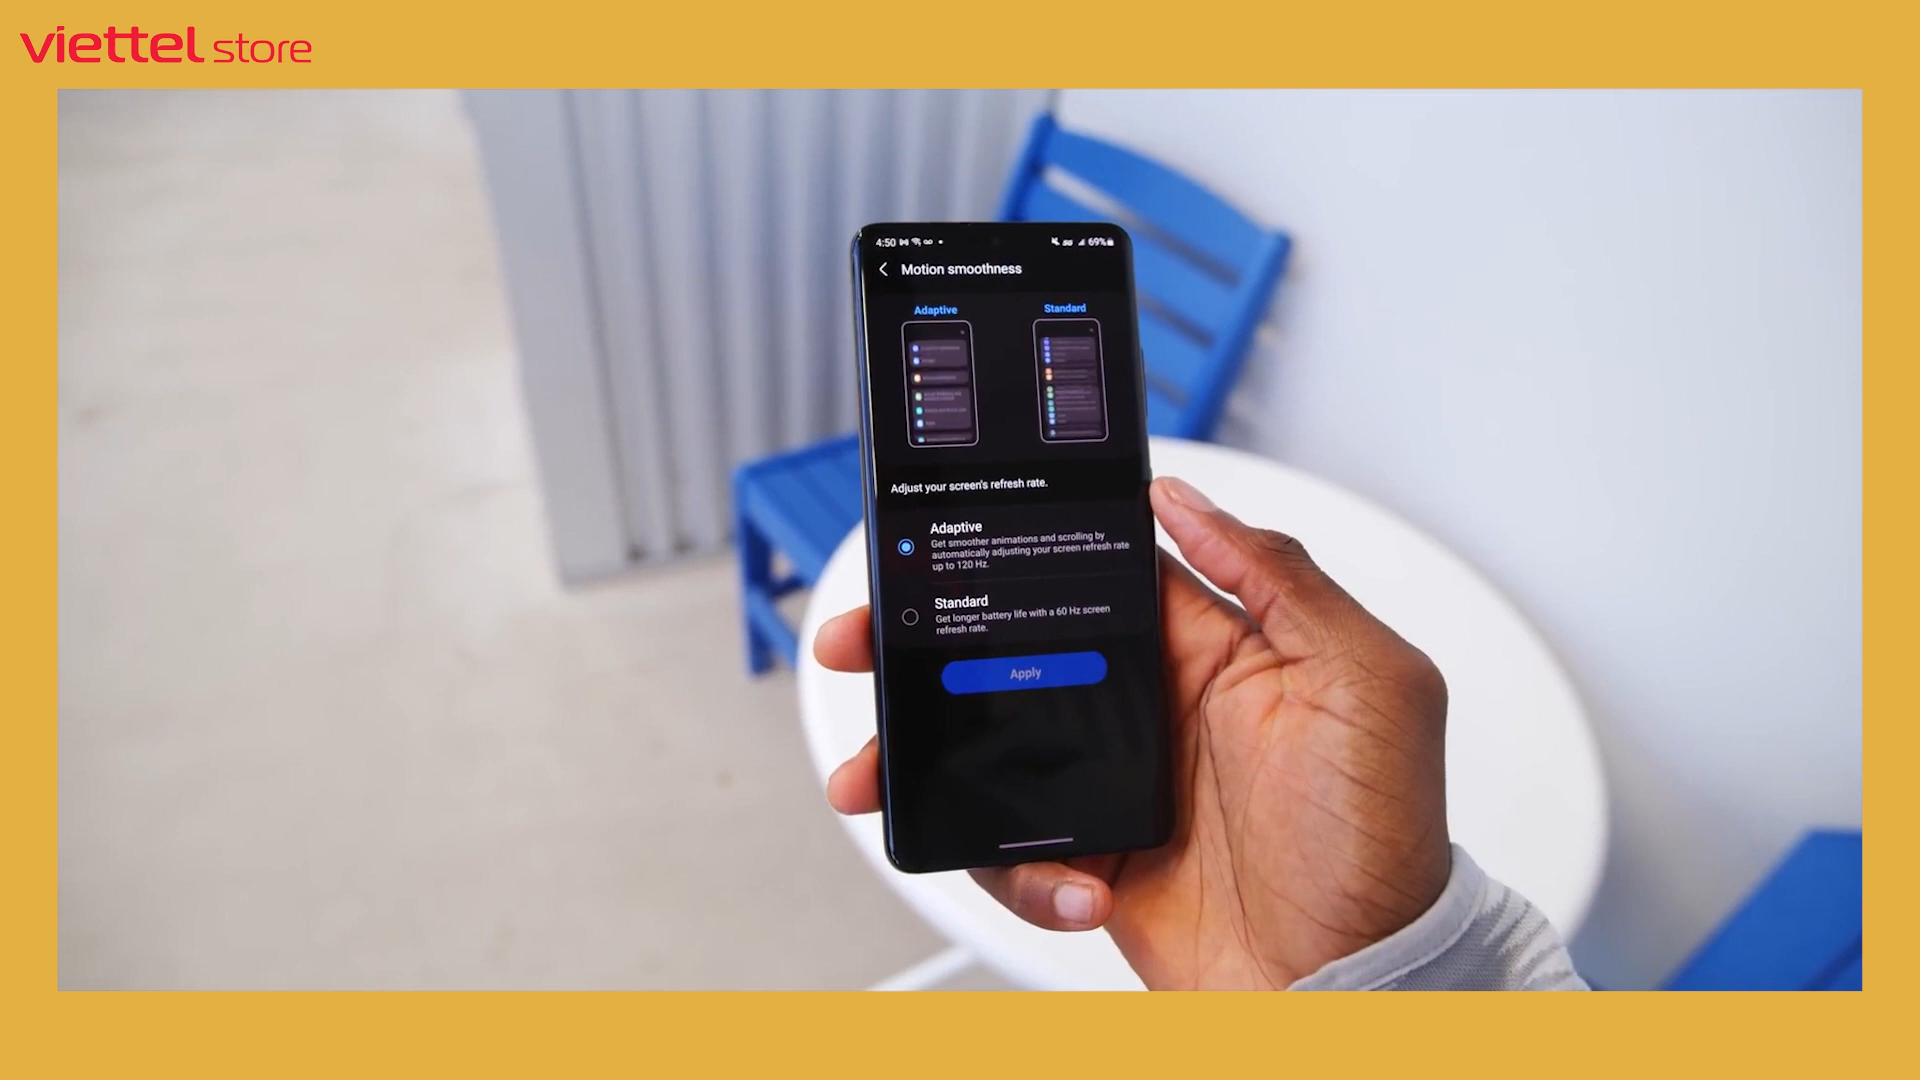 viettel store
4:50
5G 69%
Motion smoothness
Adaptive
Standard
Adjust your screen's refresh rate.
Adaptive
Get smoother animations and scrolling by
automatically adjusting your screen refresh rate
up to 120 Hz.
Standard
Get longer battery life with a 60 Hz screen
refresh rate.
Apply